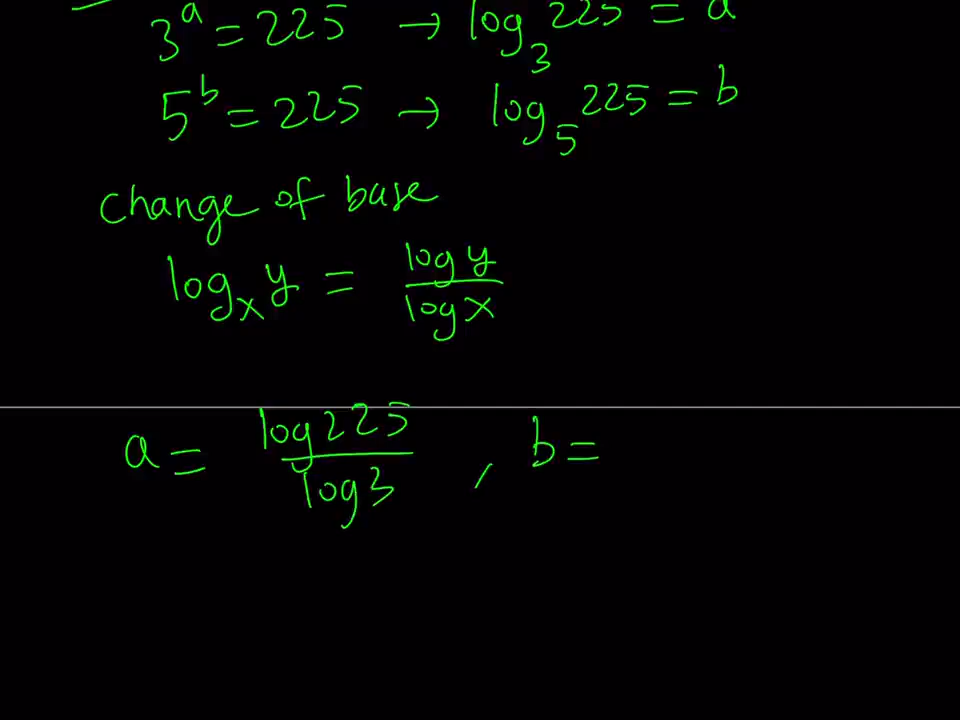 3^a = 225 → log_3 225 = a
5^b = 225 → log_5 225 = b
Change of base
log_x y = log y / log x
a = log 225 / log 3 , b =